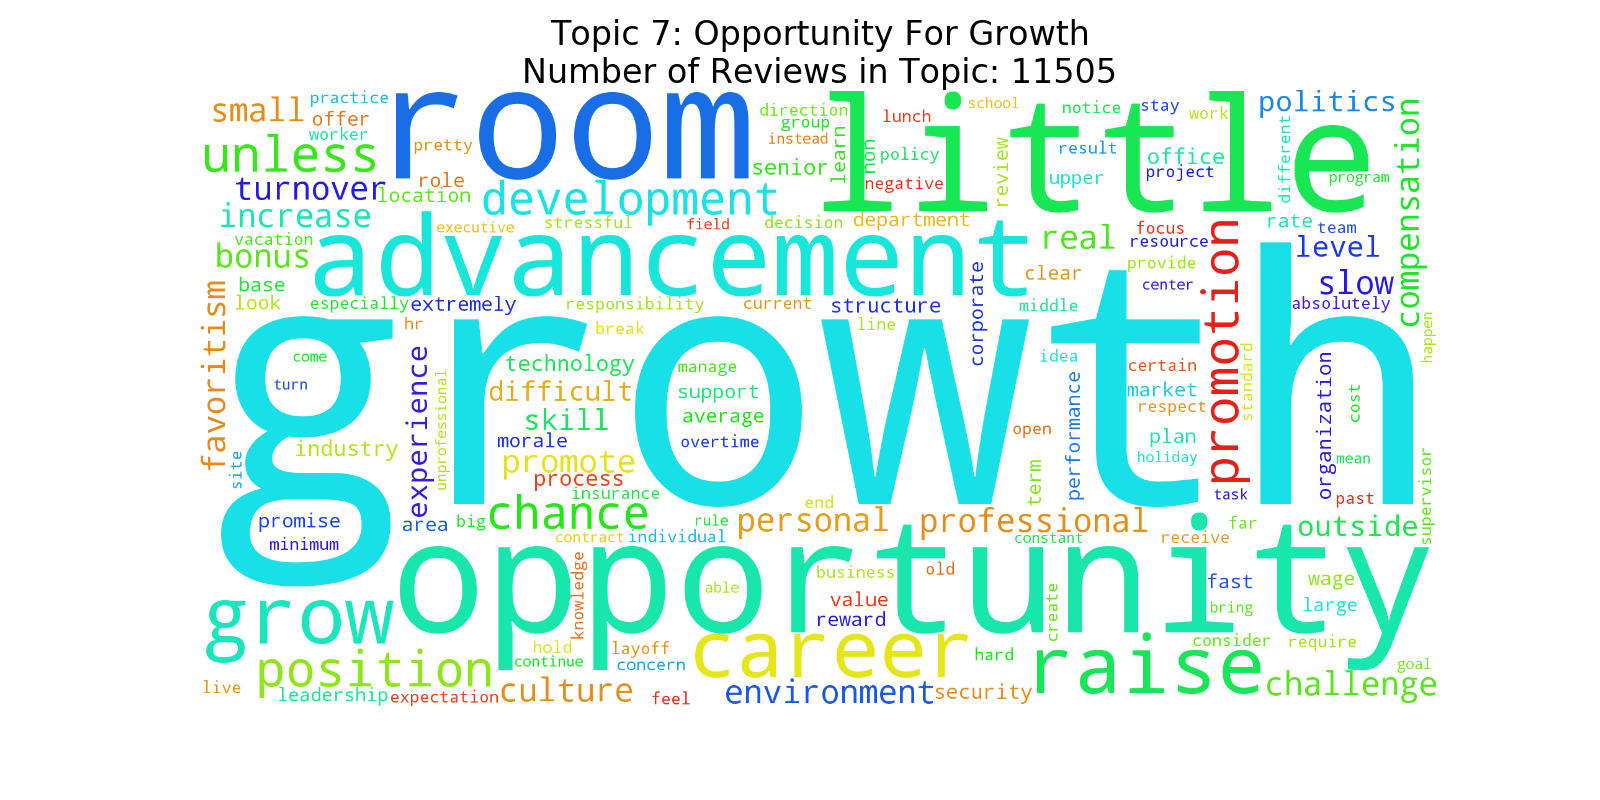 Topic 7: Opportunity For Growth
Number of Reviews in Topic: 11505
small
practice
offer
worker
room
pretty
direction
group
instead
school
little
lunch
notice
stay
work
politics
unless
turnover
role
location
senior
learn
non
policy
negative
review
upper
result
project
office
different
program
compensation
increase
development
executive
stressful
field
decision
department
vacation
bonus
base
look
especially
extremely
advancement
responsibility
current
structure
corporate
real
clear
middle
focus
resource
provide
center
promotion
rate
team
level
slow
absolutely
happen
favoritism
growth
hr
break
line
come
turn
experience
unprofessional
technology
difficult
skill
morale
promote
process
insurance
manage
support
average
overtime
idea
certain
market
respect
standard
open
performance
plan
holiday
term
task
organization
cost
mean
past
supervisor
industry
site
promise
minimum
area
big
chance
contract
individual
rule
personal
end
professional
constant
receive
far
outside
grow
opportunity
knowledge
able
business
old
value
reward
create
fast
bring
wage
large
consider
require
goal
position
hold
continue
layoff
concern
career
hard
raise
challenge
live
leadership
expectation
culture
feel
environment
security